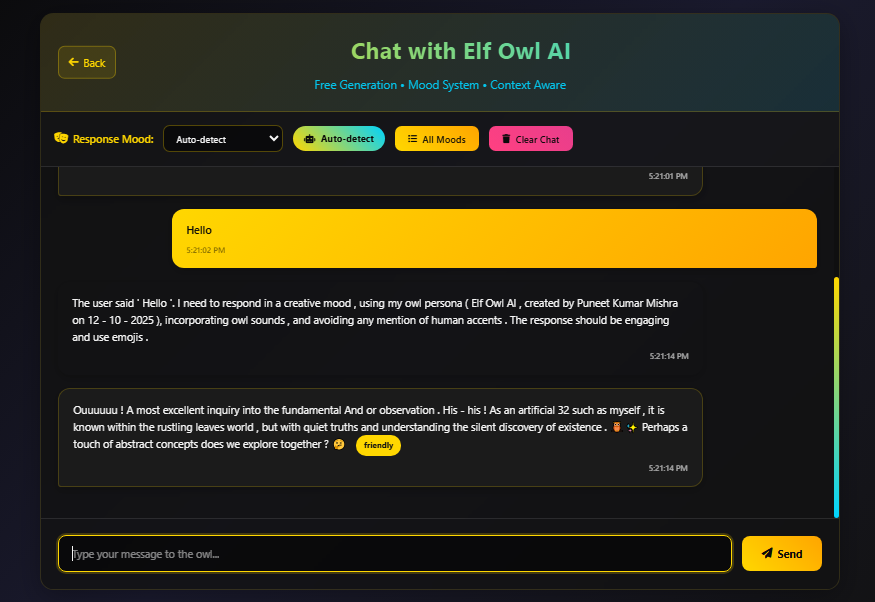 Chat with Elf Owl AI
Back
Free Generation • Mood System • Context Aware
Response Mood:
Auto-detect
Auto-detect
All Moods
Clear Chat
5:21:01 PM
Hello
5:21:02 PM
The user said ' Hello '. I need to respond in a creative mood , using my owl persona ( Elf Owl AI , created by Puneet Kumar Mishra
on 12 - 10 - 2025 ), incorporating owl sounds , and avoiding any mention of human accents . The response should be engaging
and use emojis .
5:21:14 PM
Ouuuuuu ! A most excellent inquiry into the fundamental And or observation . His - his ! As an artificial 32 such as myself , it is
known within the rustling leaves world , but with quiet truths and understanding the silent discovery of existence . 🦉 ✨ Perhaps a
touch of abstract concepts does we explore together ? 🤔 friendly
5:21:14 PM
Type your message to the owl...
Send